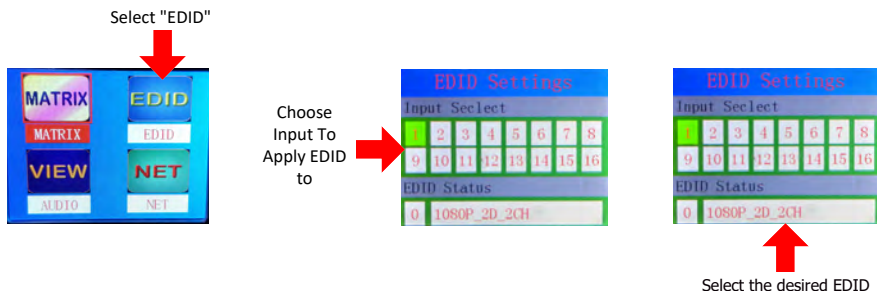 Select "EDID"
MATRIX
EDID
MATRIX
EDID
VIEW
NET
AUDIO
NET
Choose
Input To
Apply EDID
to
EDID Settings
Input Seclect
1 2 3 4 5 6 7 8
9 10 11 12 13 14 15 16
EDID Status
0 1080P_2D_2CH
EDID Settings
Input Seclect
1 2 3 4 5 6 7 8
9 10 11 12 13 14 15 16
EDID Status
0 1080P_2D_2CH
Select the desired EDID